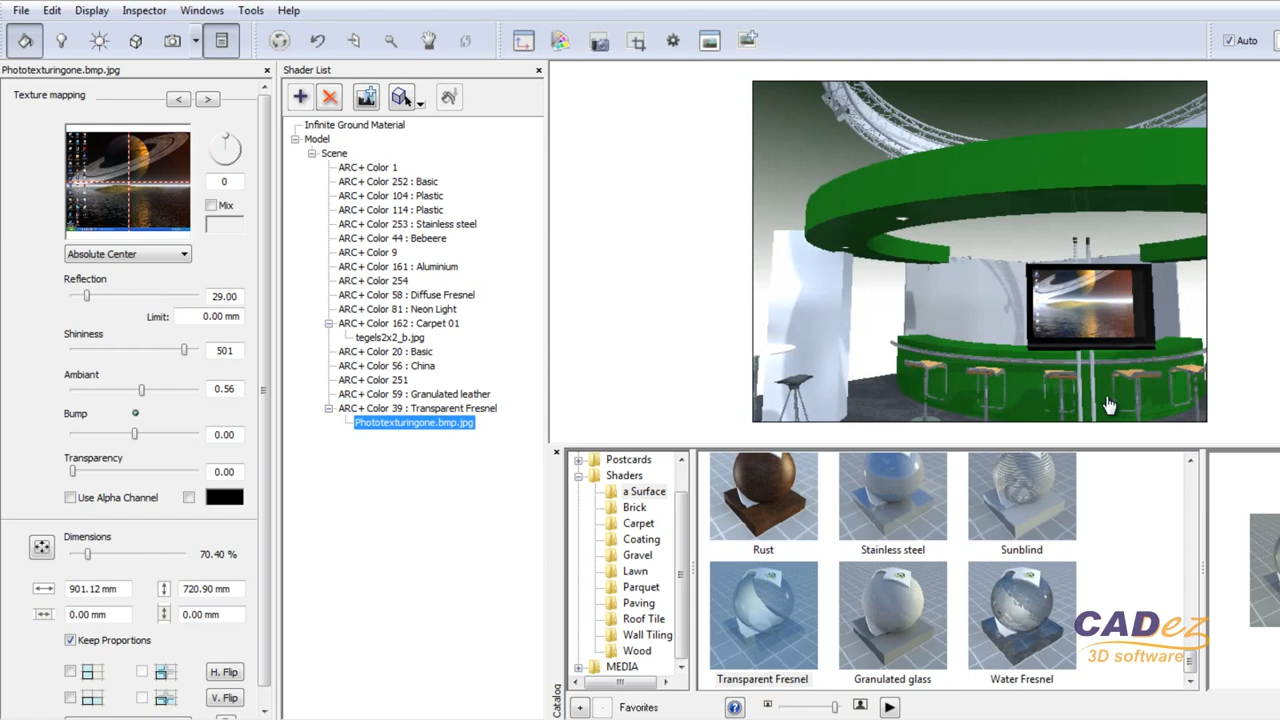 File Edit Display Inspector Windows Tools Help
Auto
Phototexturingone.bmp.jpg
Texture mapping
<
>
0
Mix
Absolute Center
Reflection
29.00
Limit: 0.00 mm
Shininess
501
Ambiant
0.56
Bump
0.00
Transparency
0.00
Use Alpha Channel
Dimensions
70.40 %
901.12 mm 720.90 mm
0.00 mm 0.00 mm
Keep Proportions
H. Flip
V. Flip
Shader List
Infinite Ground Material
Model
Scene
ARC+ Color 1
ARC+ Color 252 : Basic
ARC+ Color 104 : Plastic
ARC+ Color 114 : Plastic
ARC+ Color 253 : Stainless steel
ARC+ Color 44 : Bebeere
ARC+ Color 9
ARC+ Color 161 : Aluminium
ARC+ Color 254
ARC+ Color 58 : Diffuse Fresnel
ARC+ Color 81 : Neon Light
ARC+ Color 162 : Carpet 01
tegels2x2_b.jpg
ARC+ Color 20 : Basic
ARC+ Color 56 : China
ARC+ Color 251
ARC+ Color 59 : Granulated leather
ARC+ Color 39 : Transparent Fresnel
Phototexturingone.bmp.jpg
Catalog
Postcards
Shaders
a Surface
Brick
Carpet
Coating
Gravel
Lawn
Parquet
Paving
Roof Tile
Wall Tiling
Wood
MEDIA
Rust
Stainless steel
Sunblind
Transparent Fresnel
Granulated glass
Water Fresnel
Favorites
CADez
3D software